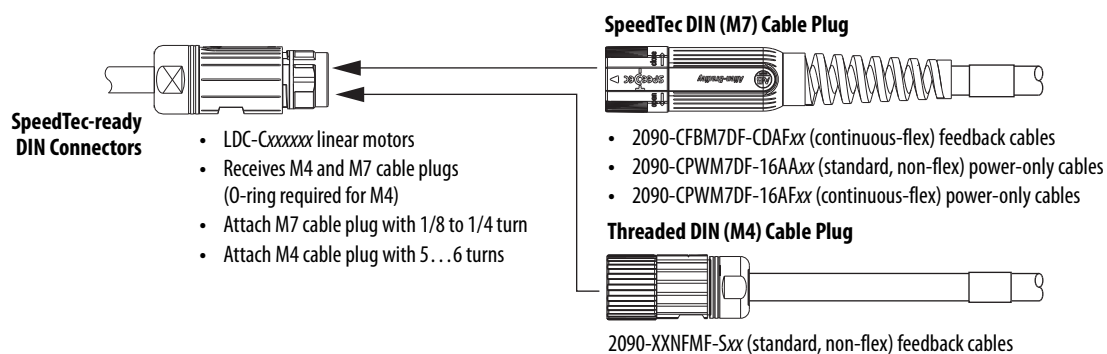 SpeedTec DIN (M7) Cable Plug
SPEEDTEC
Allen-Bradley
AB
SpeedTec-ready
DIN Connectors
• LDC-Cxxxxxx linear motors
• Receives M4 and M7 cable plugs
(O-ring required for M4)
• Attach M7 cable plug with 1/8 to 1/4 turn
• Attach M4 cable plug with 5…6 turns
• 2090-CFBM7DF-CDAFxx (continuous-flex) feedback cables
• 2090-CPWM7DF-16AAxx (standard, non-flex) power-only cables
• 2090-CPWM7DF-16AFxx (continuous-flex) power-only cables
Threaded DIN (M4) Cable Plug
2090-XXNFMF-Sxx (standard, non-flex) feedback cables